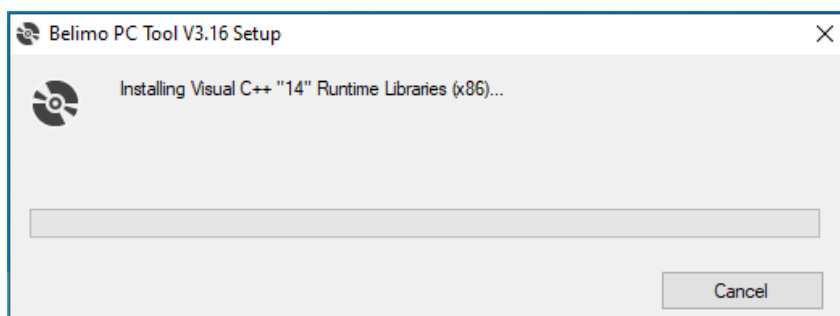 Belimo PC Tool V3.16 Setup
Installing Visual C++ "14" Runtime Libraries (x86)...
Cancel